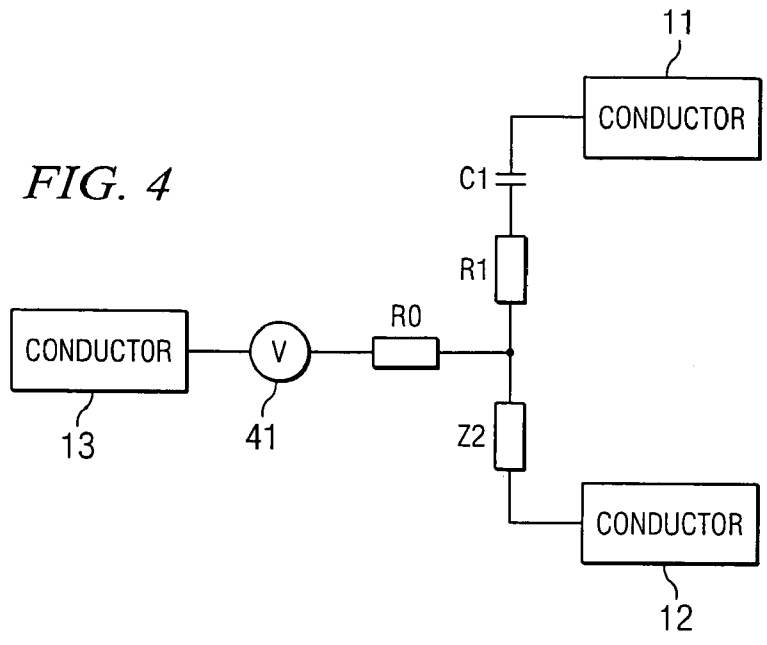 11
CONDUCTOR
FIG. 4
C1
R1
R0
CONDUCTOR
V
13
41
Z2
CONDUCTOR
12